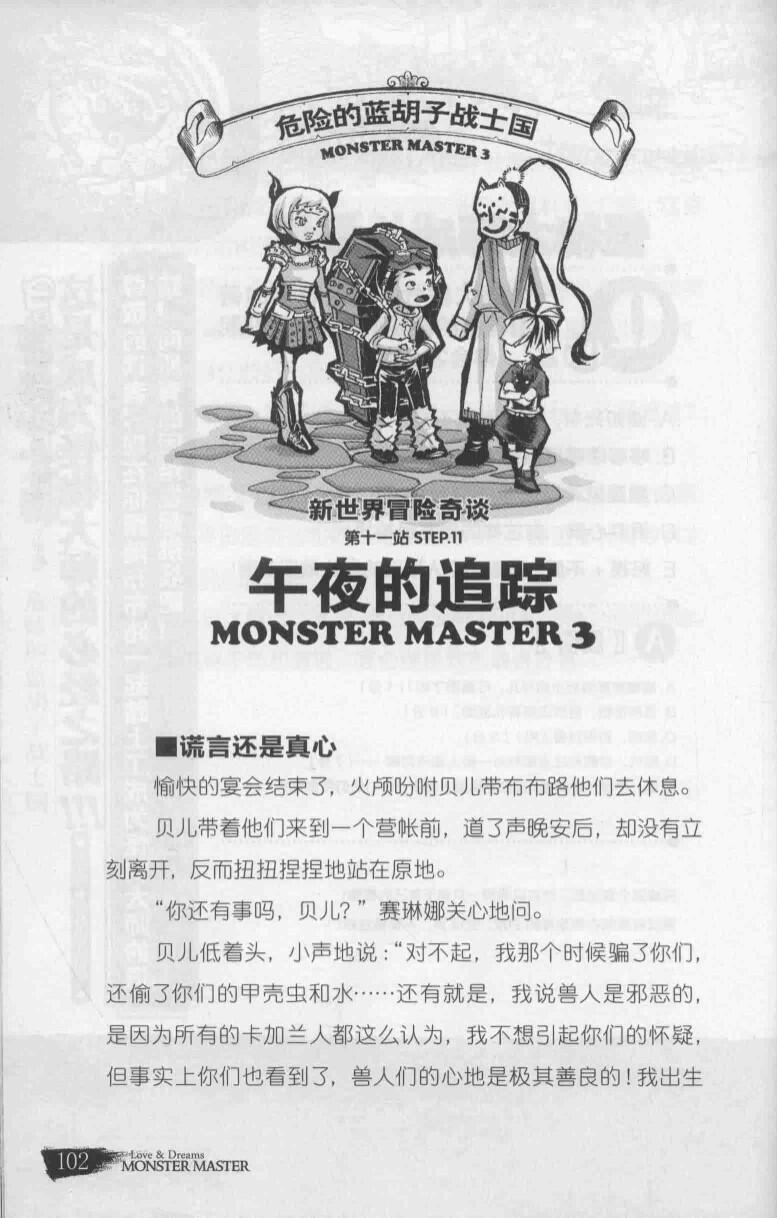 危险的蓝胡子战士国
MONSTER MASTER 3
新世界冒险奇谈
第十一站 STEP.11
午夜的追踪
MONSTER MASTER 3
■谎言还是真心
愉快的宴会结束了，火颅吩咐贝儿带布布路他们去休息。
贝儿带着他们来到一个营帐前，道了声晚安后，却没有立
刻离开，反而扭扭捏捏地站在原地。
“你还有事吗，贝儿？”赛琳娜关心地问。
贝儿低着头，小声地说：“对不起，我那个时候骗了你们，
还偷了你们的甲壳虫和水……还有就是，我说兽人是邪恶的，
是因为所有的卡加兰人都这么认为，我不想引起你们的怀疑，
但事实上你们也看到了，兽人们的心地是极其善良的！我出生
102
Love & Dreams
MONSTER MASTER